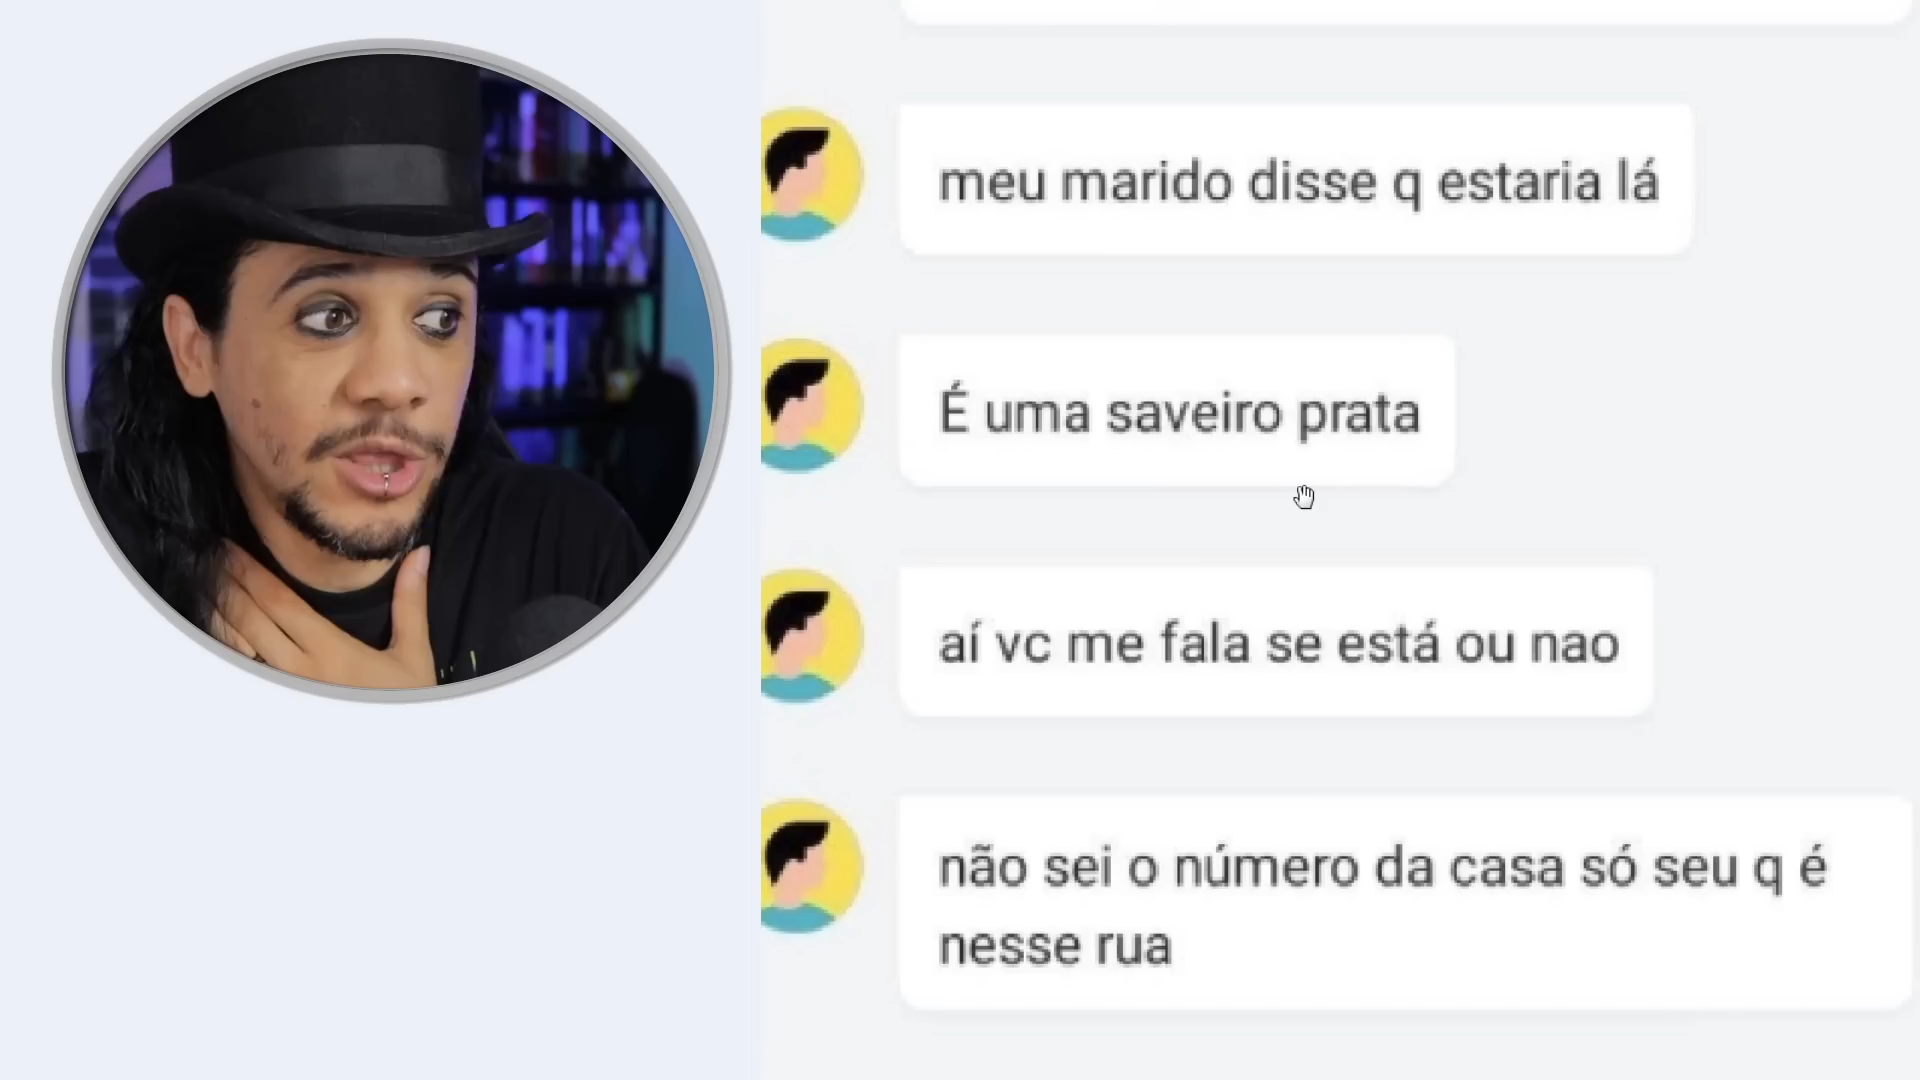 meu marido disse q estaria lá
É uma saveiro prata
aí vc me fala se está ou nao
não sei o número da casa só seu q é
nesse rua